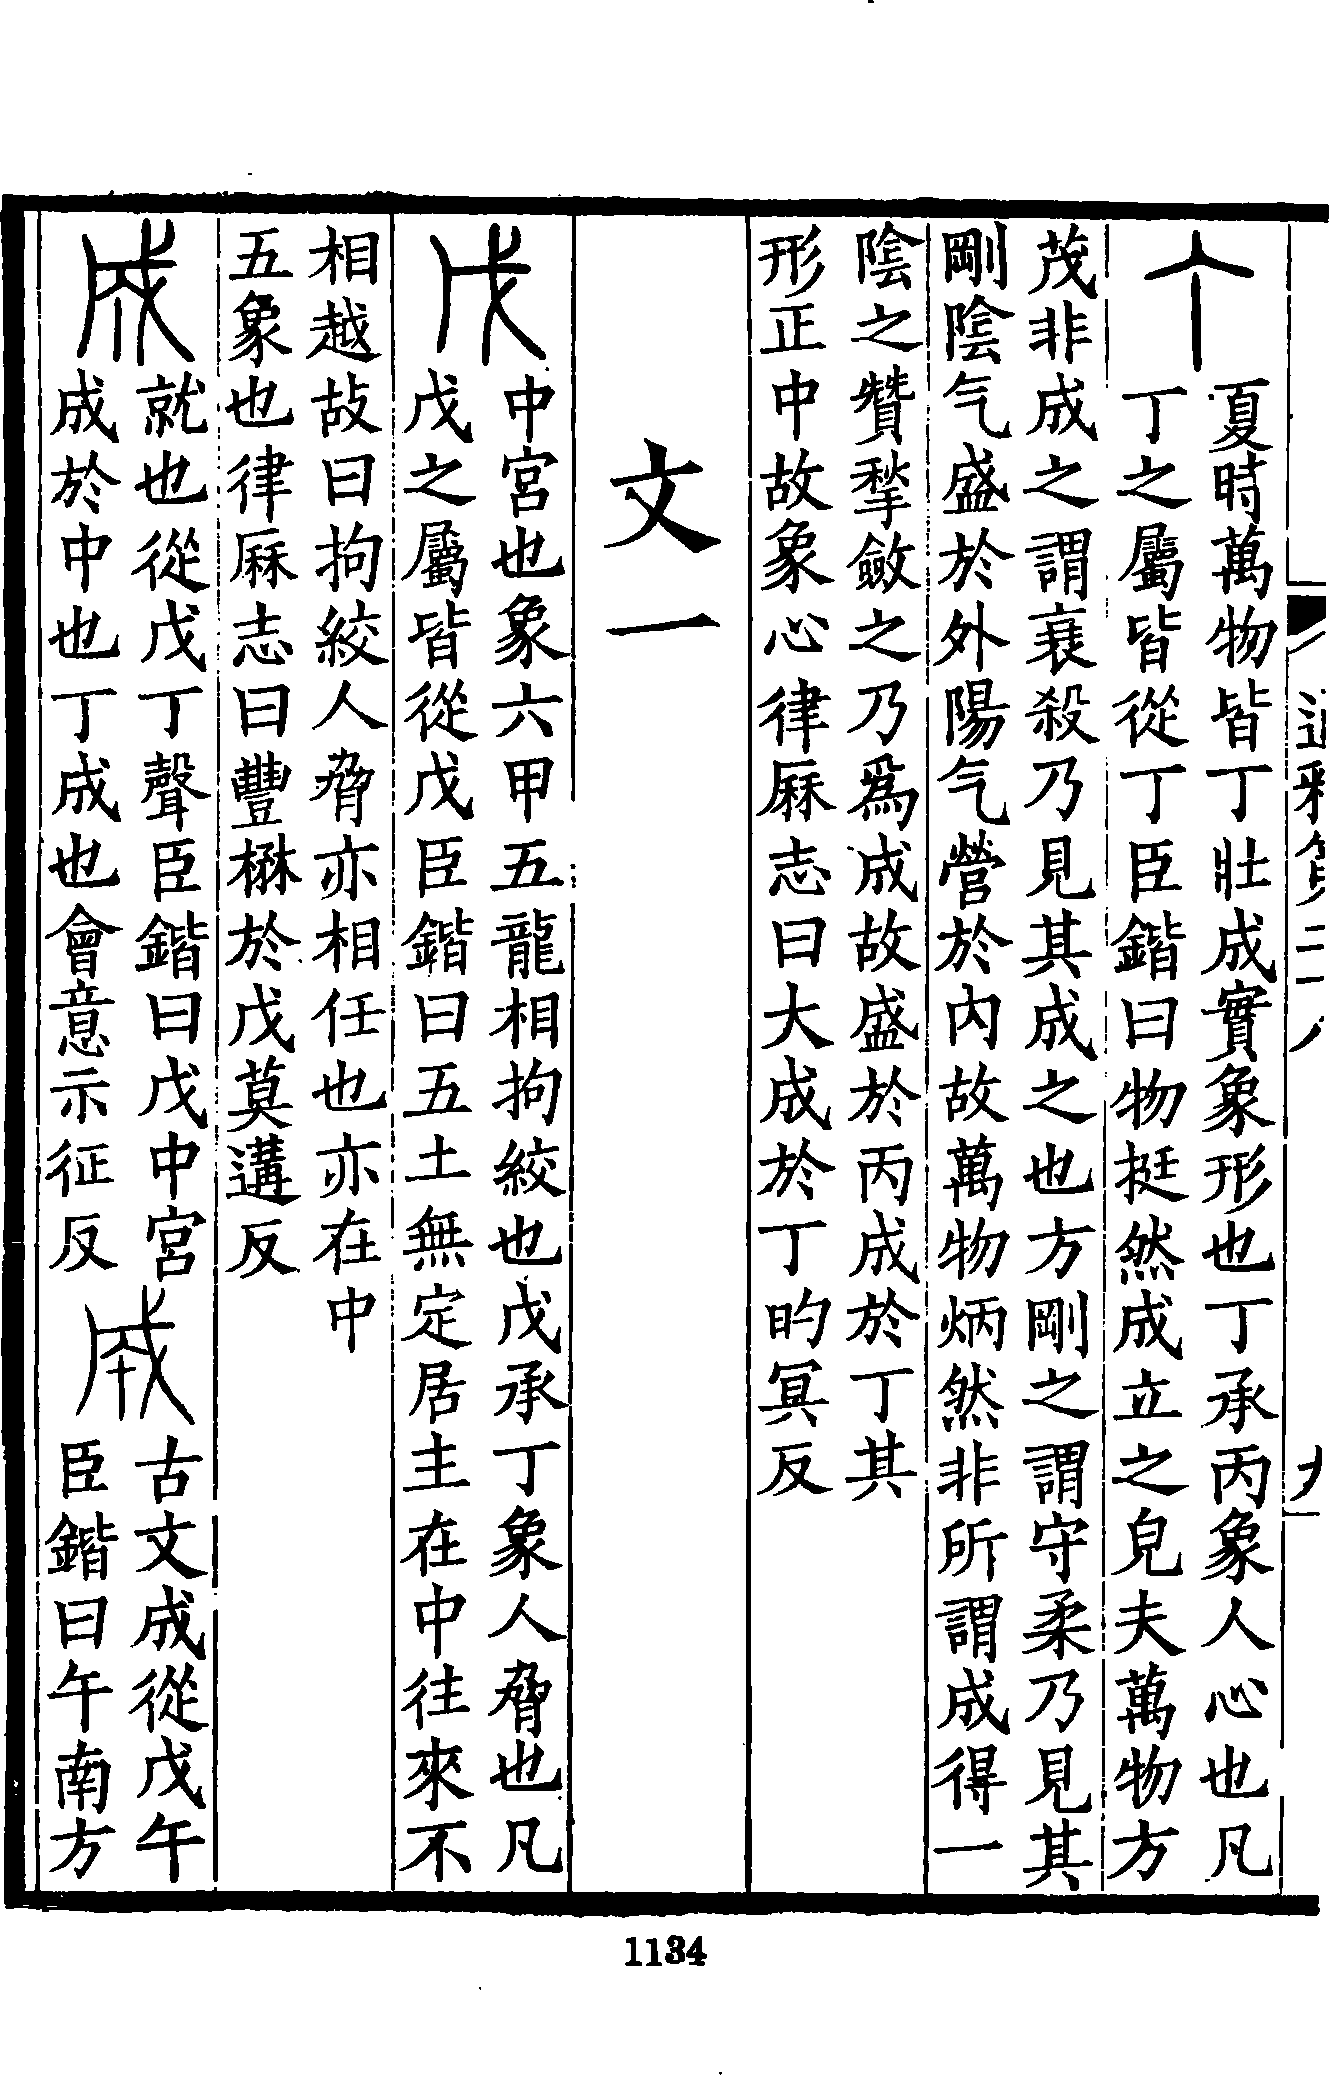 丁
夏時萬物皆丁壯成實象形也丁承丙象人心也凡
丁之屬皆從丁臣鍇曰物挺然成立之皃夫萬物方
茂非成之謂衰殺乃見其成之也方剛之謂守柔乃見其
剛陰气盛於外陽气營於內故萬物炳然非所謂成得一
陰之贊揫斂之乃爲成故盛於丙成於丁其
形正中故象心律厤志曰大成於丁昀冥反
文一
戊
中宮也象六甲五龍相拘絞也戊承丁象人脅也凡
戊之屬皆從戊臣鍇曰五土無定居主在中往來不
相越故曰拘絞人脅亦相任也亦在中
五象也律厤志曰豐楙於戊莫遘反
成
就也從戊丁聲臣鍇曰戊中宮
成於中也丁成也會意示征反
古文成從戊午
臣鍇曰午南方
1134